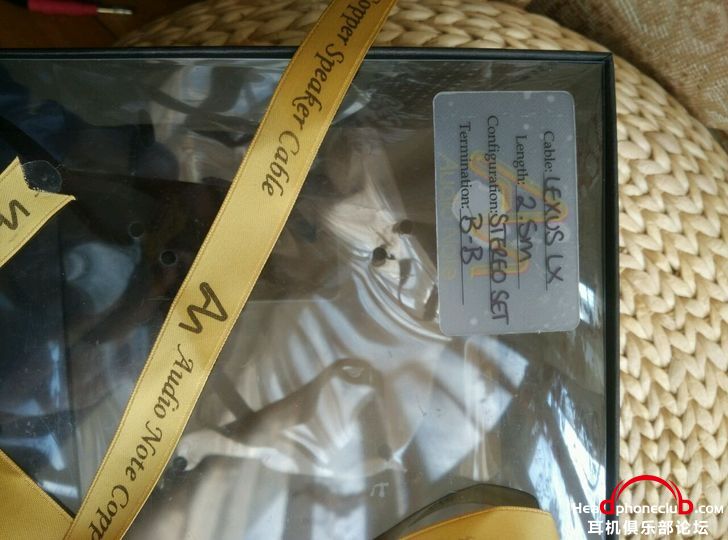 Copper Speaker Cable
An Audio Note Copp
Cable: LEXUS LX
Length: 2.5m
Configuration: STEREO SET
Termination: B-B
Headphoneclub.com
耳机俱乐部论坛